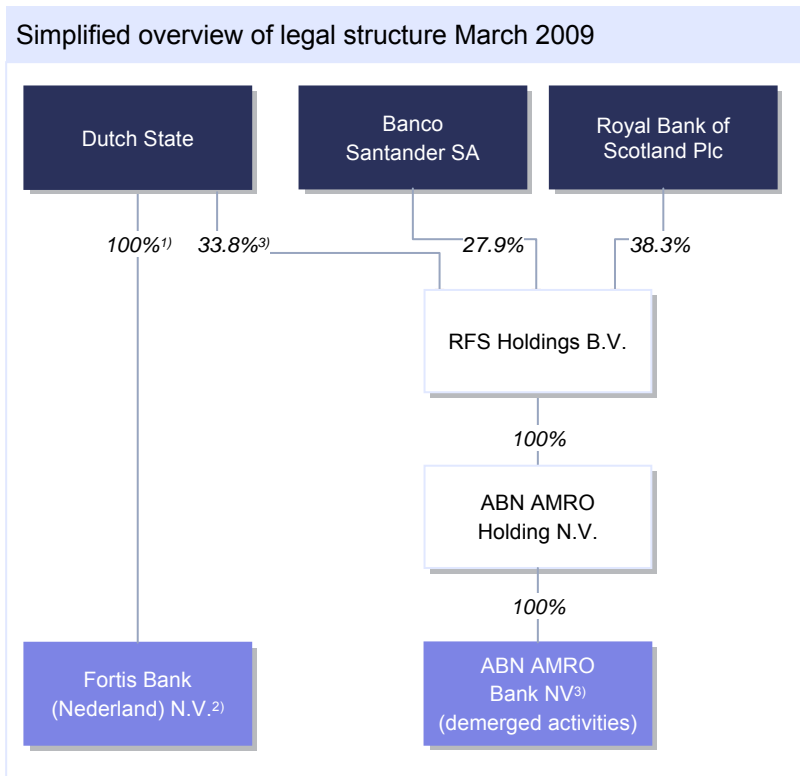 Simplified overview of legal structure March 2009
Dutch State
Banco
Santander SA
Royal Bank of
Scotland Plc
100%1)
33.8%3)
27.9%
38.3%
RFS Holdings B.V.
100%
ABN AMRO
Holding N.V.
100%
Fortis Bank
(Nederland) N.V.2)
ABN AMRO
Bank NV3)
(demerged activities)